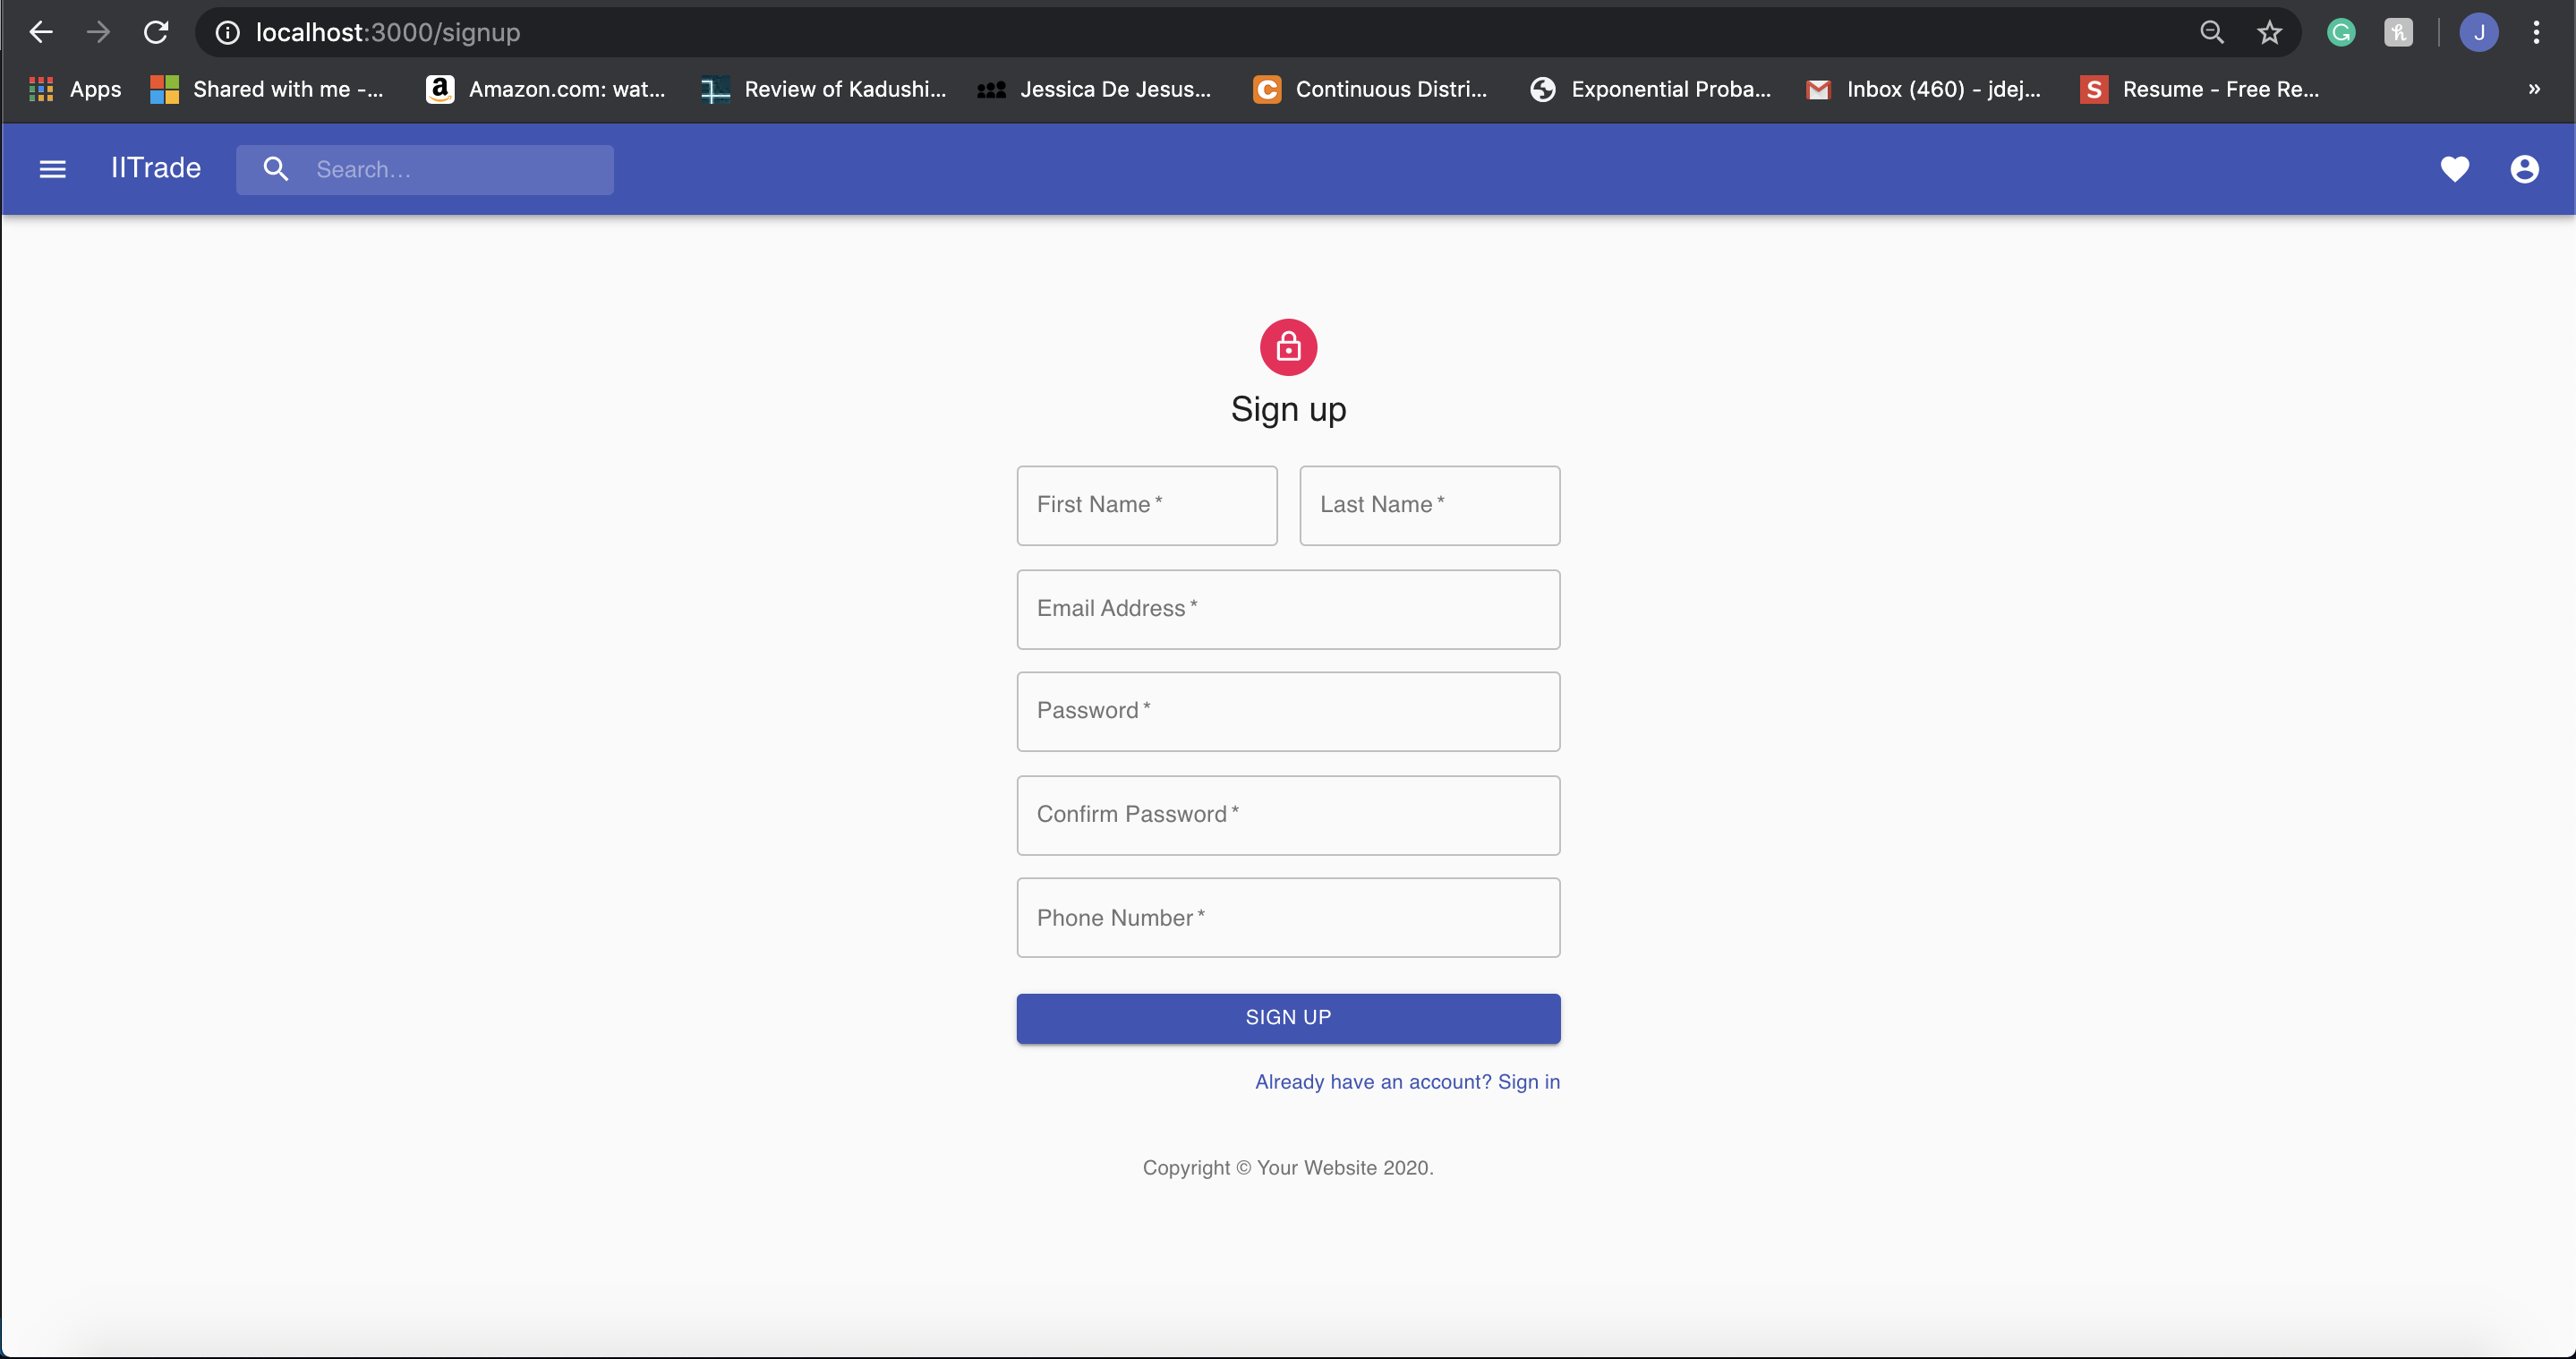 localhost:3000/signup
J
Apps Shared with me -... Amazon.com: wat... Review of Kadushi... Jessica De Jesus... Continuous Distri... Exponential Proba... Inbox (460) - jdej... Resume - Free Re... »
IITrade Search...
Sign up
First Name * Last Name *
Email Address *
Password *
Confirm Password *
Phone Number *
SIGN UP
Already have an account? Sign in
Copyright © Your Website 2020.